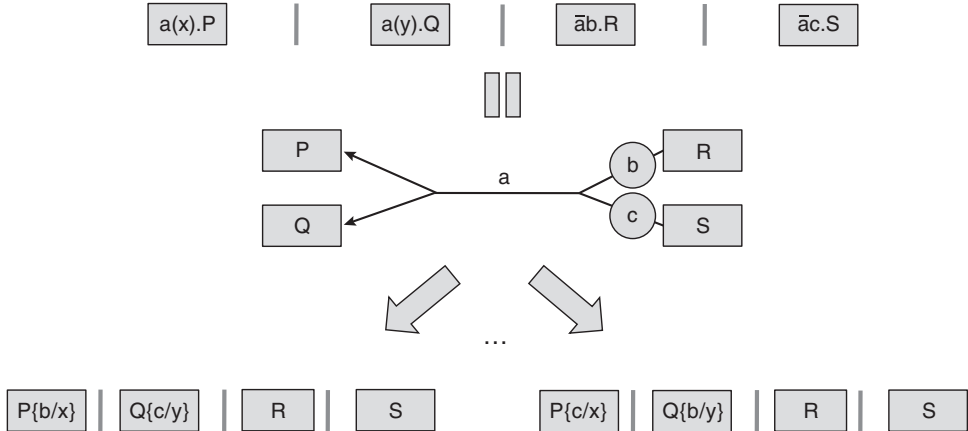 a(x).P | a(y).Q | āb.R | āc.S
P
R
b
a
c
Q
S
...
P{b/x} | Q{c/y} | R | S
P{c/x} | Q{b/y} | R | S